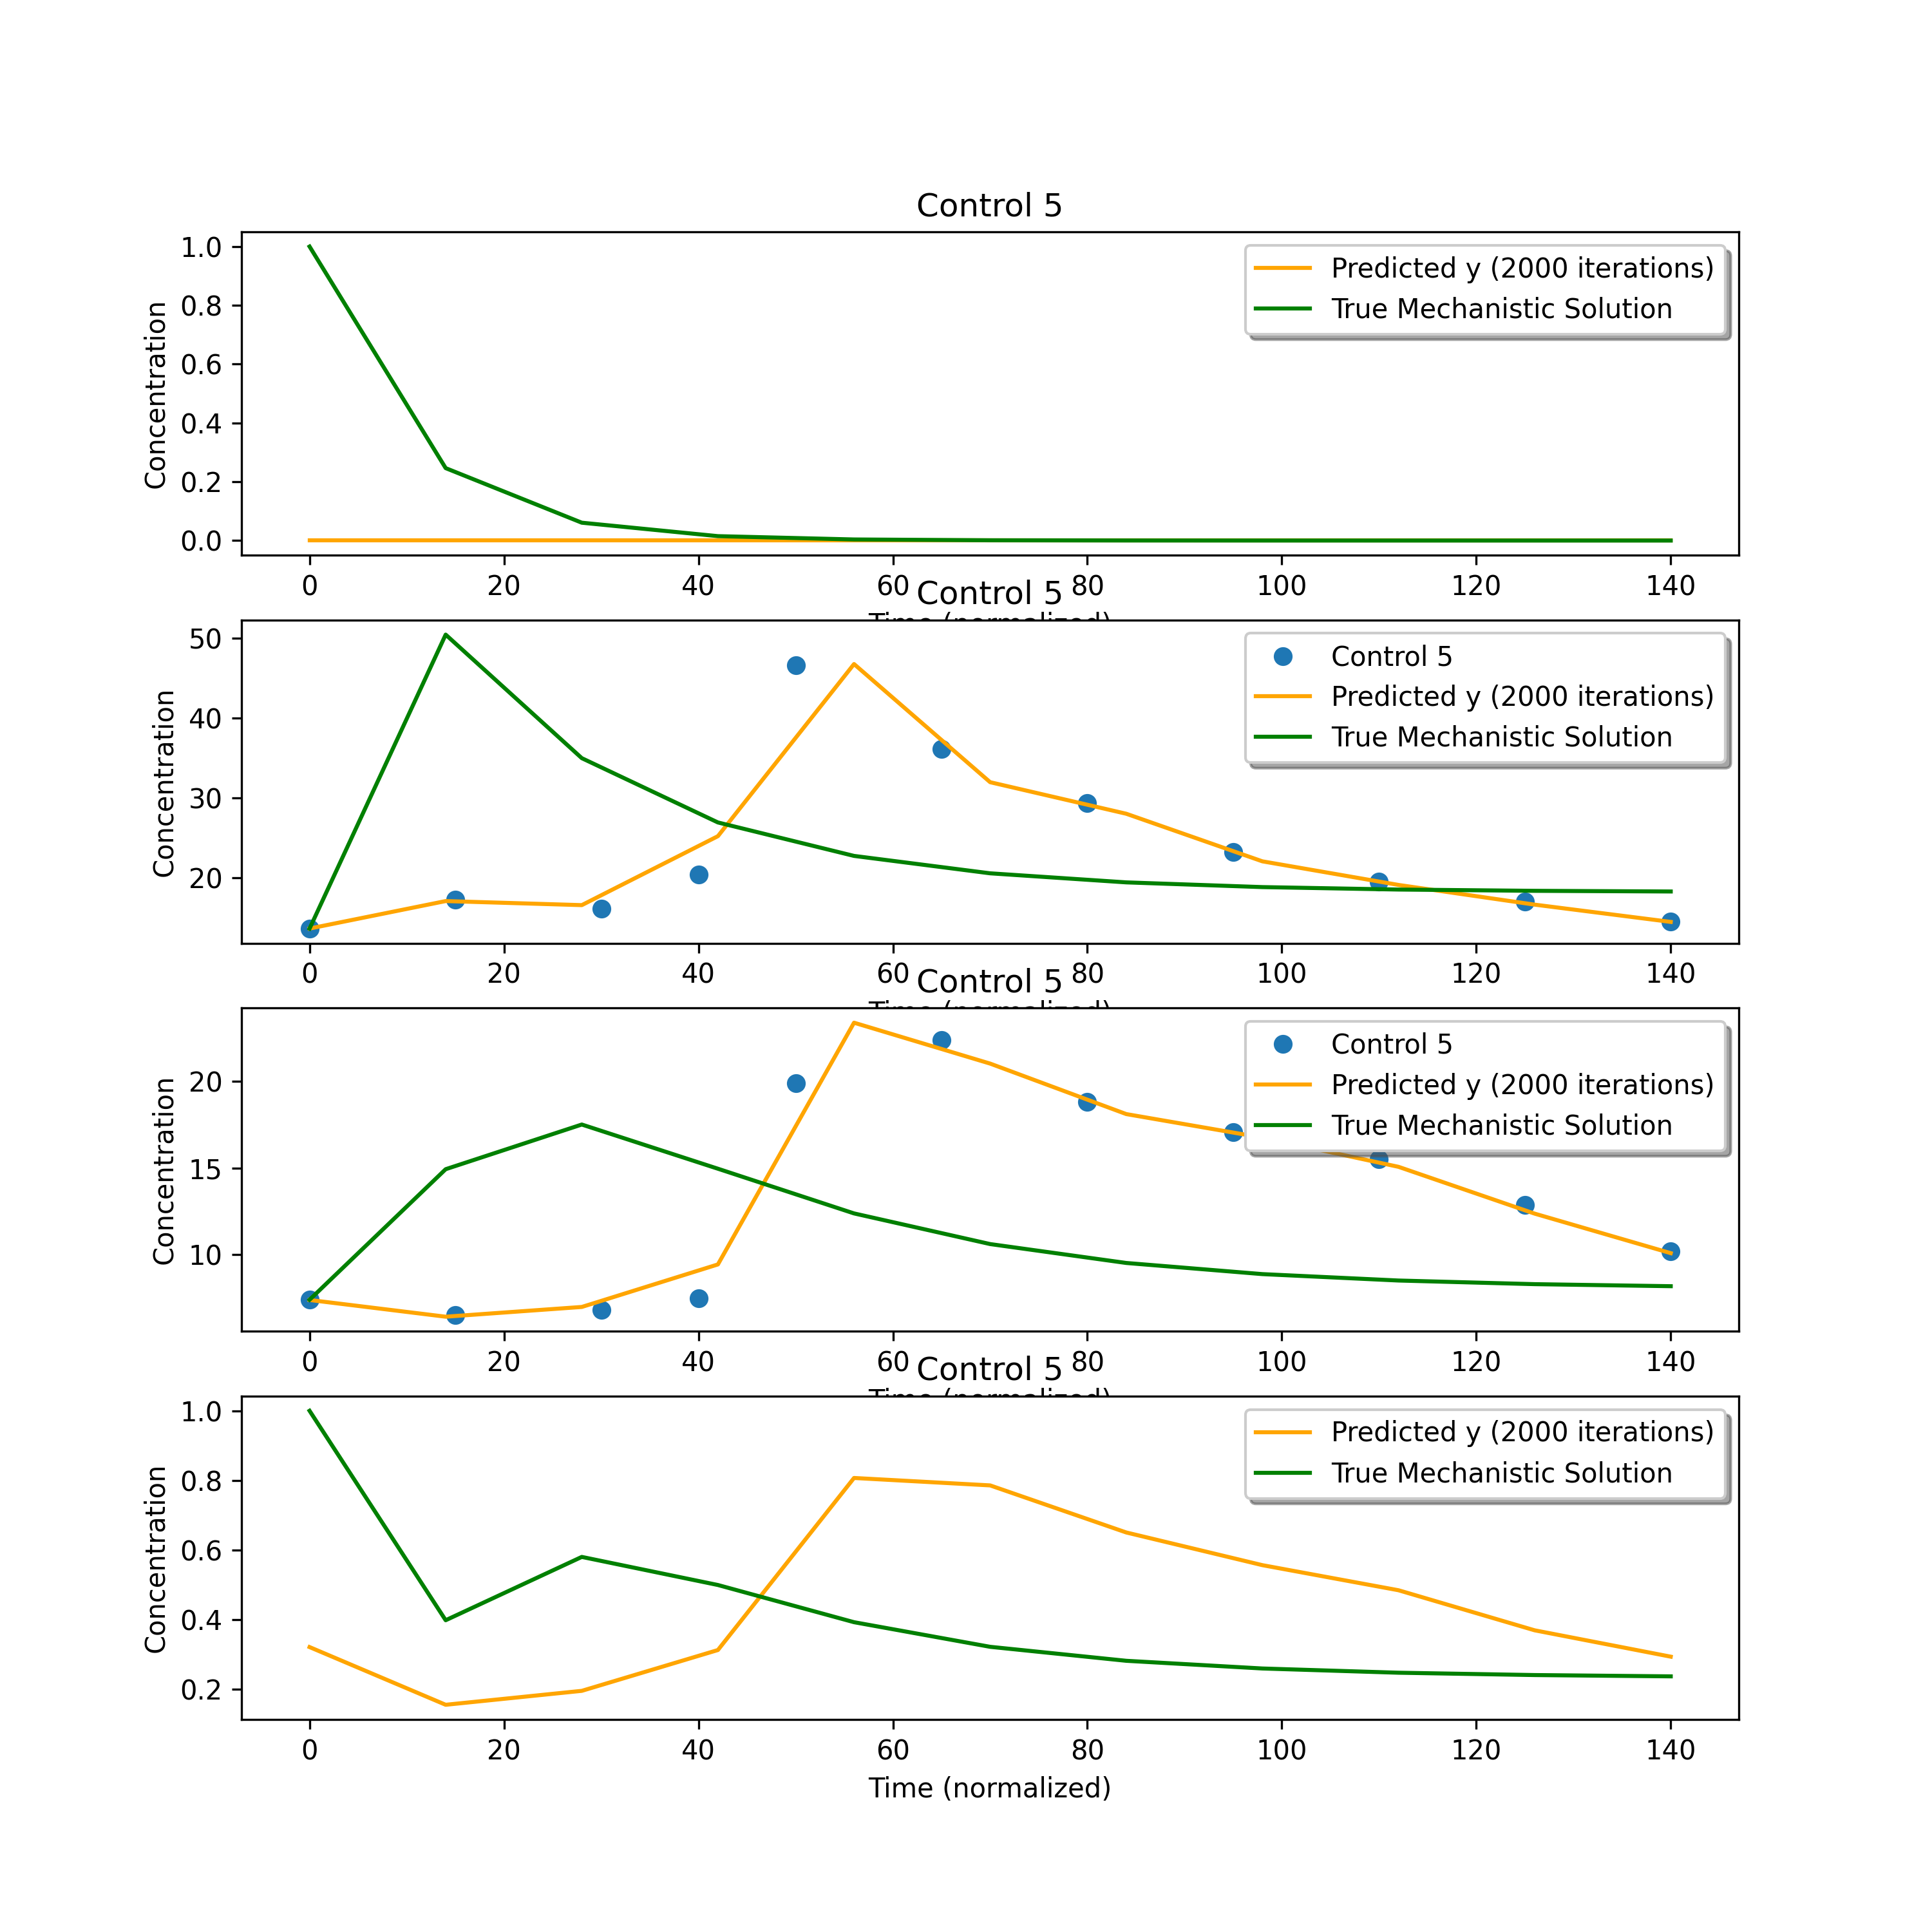 Control 5
Concentration
1.0
0.8
0.6
0.4
0.2
0.0
Predicted y (2000 iterations)
True Mechanistic Solution
0 20 40 60 80 100 120 140
Control 5
Concentration
50
40
30
20
Control 5
Predicted y (2000 iterations)
True Mechanistic Solution
0 20 40 60 80 100 120 140
Control 5
Concentration
20
15
10
Control 5
Predicted y (2000 iterations)
True Mechanistic Solution
0 20 40 60 80 100 120 140
Control 5
Concentration
1.0
0.8
0.6
0.4
0.2
Predicted y (2000 iterations)
True Mechanistic Solution
0 20 40 60 80 100 120 140
Time (normalized)